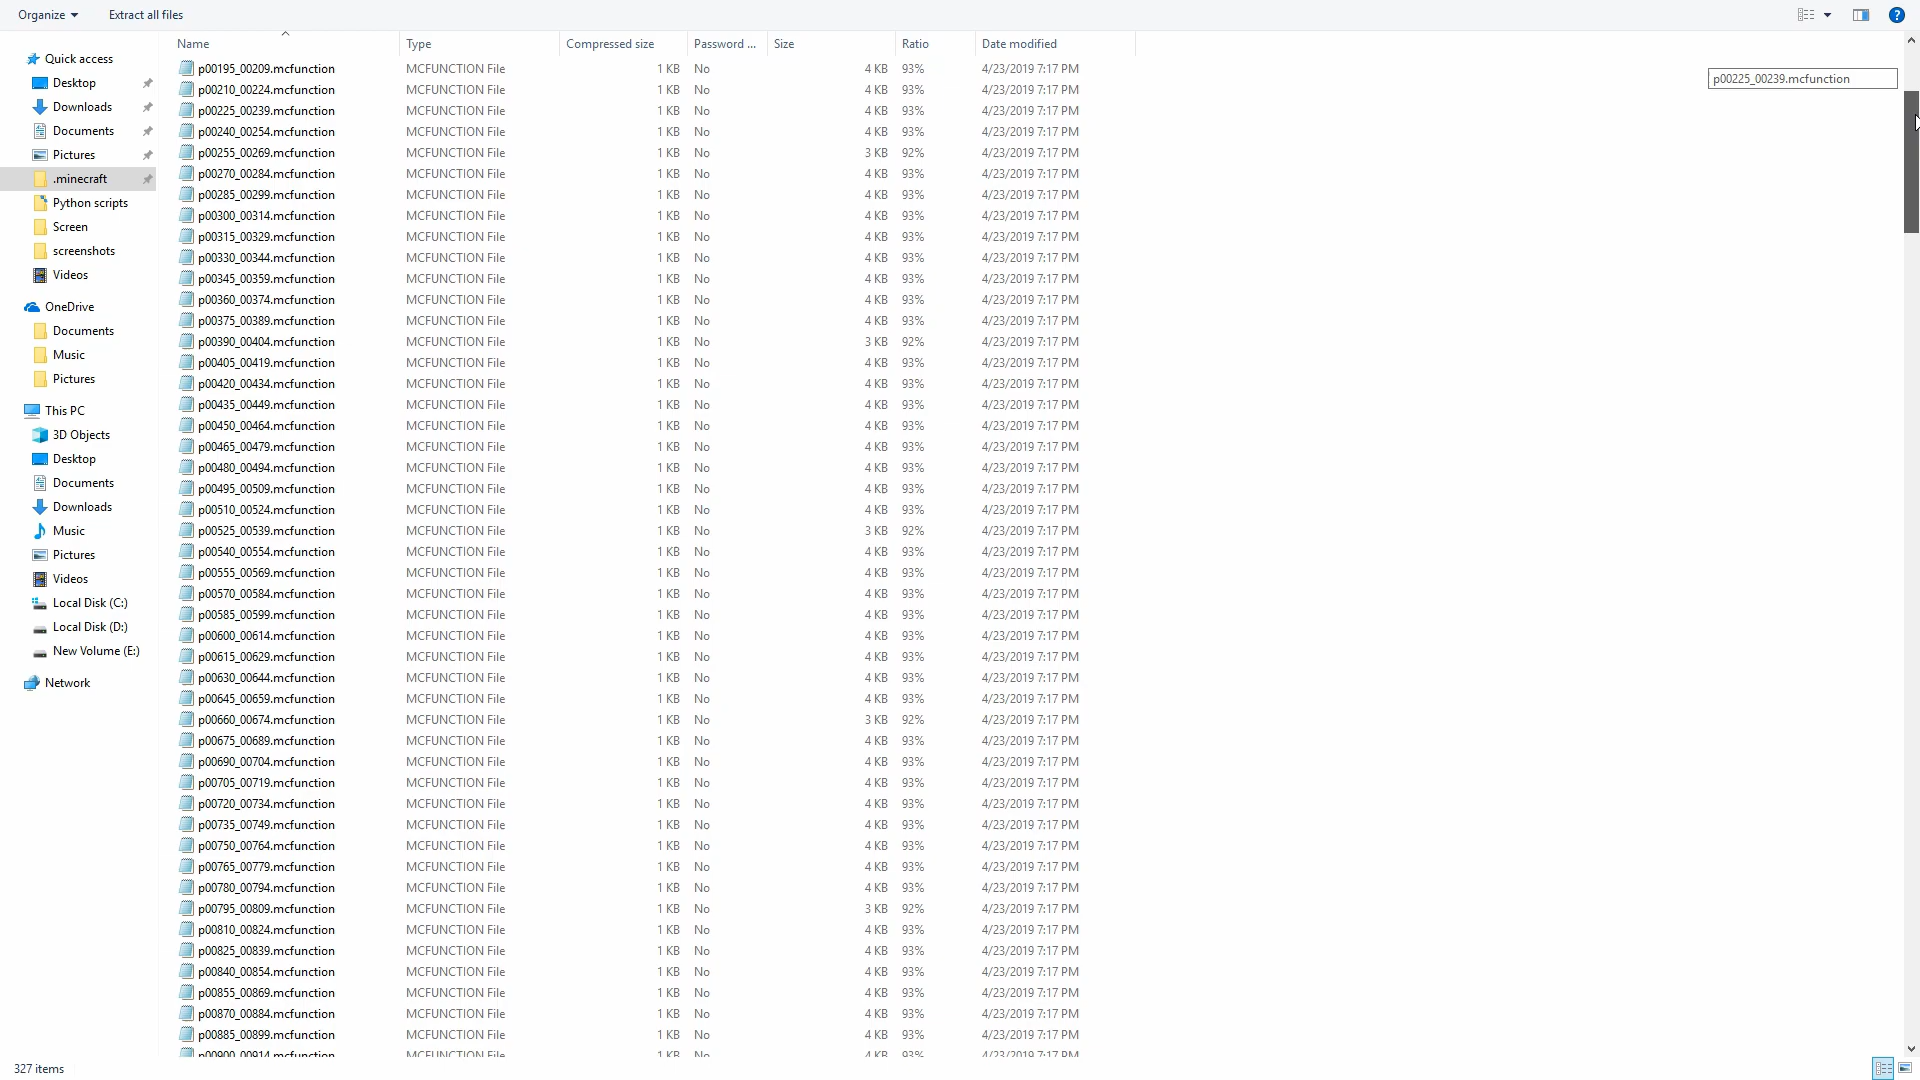 Organize
Extract all files
Name
Type
Compressed size
Password ...
Size
Ratio
Date modified
Quick access
Desktop
Downloads
Documents
Pictures
.minecraft
Python scripts
Screen
screenshots
Videos
OneDrive
Documents
Music
Pictures
This PC
3D Objects
Desktop
Documents
Downloads
Music
Pictures
Videos
Local Disk (C:)
Local Disk (D:)
New Volume (E:)
Network
p00195_00209.mcfunction MCFUNCTION File 1 KB No 4 KB 93% 4/23/2019 7:17 PM
p00210_00224.mcfunction MCFUNCTION File 1 KB No 4 KB 93% 4/23/2019 7:17 PM
p00225_00239.mcfunction MCFUNCTION File 1 KB No 4 KB 93% 4/23/2019 7:17 PM
p00240_00254.mcfunction MCFUNCTION File 1 KB No 4 KB 93% 4/23/2019 7:17 PM
p00255_00269.mcfunction MCFUNCTION File 1 KB No 3 KB 92% 4/23/2019 7:17 PM
p00270_00284.mcfunction MCFUNCTION File 1 KB No 4 KB 93% 4/23/2019 7:17 PM
p00285_00299.mcfunction MCFUNCTION File 1 KB No 4 KB 93% 4/23/2019 7:17 PM
p00300_00314.mcfunction MCFUNCTION File 1 KB No 4 KB 93% 4/23/2019 7:17 PM
p00315_00329.mcfunction MCFUNCTION File 1 KB No 4 KB 93% 4/23/2019 7:17 PM
p00330_00344.mcfunction MCFUNCTION File 1 KB No 4 KB 93% 4/23/2019 7:17 PM
p00345_00359.mcfunction MCFUNCTION File 1 KB No 4 KB 93% 4/23/2019 7:17 PM
p00360_00374.mcfunction MCFUNCTION File 1 KB No 4 KB 93% 4/23/2019 7:17 PM
p00375_00389.mcfunction MCFUNCTION File 1 KB No 4 KB 93% 4/23/2019 7:17 PM
p00390_00404.mcfunction MCFUNCTION File 1 KB No 3 KB 92% 4/23/2019 7:17 PM
p00405_00419.mcfunction MCFUNCTION File 1 KB No 4 KB 93% 4/23/2019 7:17 PM
p00420_00434.mcfunction MCFUNCTION File 1 KB No 4 KB 93% 4/23/2019 7:17 PM
p00435_00449.mcfunction MCFUNCTION File 1 KB No 4 KB 93% 4/23/2019 7:17 PM
p00450_00464.mcfunction MCFUNCTION File 1 KB No 4 KB 93% 4/23/2019 7:17 PM
p00465_00479.mcfunction MCFUNCTION File 1 KB No 4 KB 93% 4/23/2019 7:17 PM
p00480_00494.mcfunction MCFUNCTION File 1 KB No 4 KB 93% 4/23/2019 7:17 PM
p00495_00509.mcfunction MCFUNCTION File 1 KB No 4 KB 93% 4/23/2019 7:17 PM
p00510_00524.mcfunction MCFUNCTION File 1 KB No 4 KB 93% 4/23/2019 7:17 PM
p00525_00539.mcfunction MCFUNCTION File 1 KB No 3 KB 92% 4/23/2019 7:17 PM
p00540_00554.mcfunction MCFUNCTION File 1 KB No 4 KB 93% 4/23/2019 7:17 PM
p00555_00569.mcfunction MCFUNCTION File 1 KB No 4 KB 93% 4/23/2019 7:17 PM
p00570_00584.mcfunction MCFUNCTION File 1 KB No 4 KB 93% 4/23/2019 7:17 PM
p00585_00599.mcfunction MCFUNCTION File 1 KB No 4 KB 93% 4/23/2019 7:17 PM
p00600_00614.mcfunction MCFUNCTION File 1 KB No 4 KB 93% 4/23/2019 7:17 PM
p00615_00629.mcfunction MCFUNCTION File 1 KB No 4 KB 93% 4/23/2019 7:17 PM
p00630_00644.mcfunction MCFUNCTION File 1 KB No 4 KB 93% 4/23/2019 7:17 PM
p00645_00659.mcfunction MCFUNCTION File 1 KB No 4 KB 93% 4/23/2019 7:17 PM
p00660_00674.mcfunction MCFUNCTION File 1 KB No 3 KB 92% 4/23/2019 7:17 PM
p00675_00689.mcfunction MCFUNCTION File 1 KB No 4 KB 93% 4/23/2019 7:17 PM
p00690_00704.mcfunction MCFUNCTION File 1 KB No 4 KB 93% 4/23/2019 7:17 PM
p00705_00719.mcfunction MCFUNCTION File 1 KB No 4 KB 93% 4/23/2019 7:17 PM
p00720_00734.mcfunction MCFUNCTION File 1 KB No 4 KB 93% 4/23/2019 7:17 PM
p00735_00749.mcfunction MCFUNCTION File 1 KB No 4 KB 93% 4/23/2019 7:17 PM
p00750_00764.mcfunction MCFUNCTION File 1 KB No 4 KB 93% 4/23/2019 7:17 PM
p00765_00779.mcfunction MCFUNCTION File 1 KB No 4 KB 93% 4/23/2019 7:17 PM
p00780_00794.mcfunction MCFUNCTION File 1 KB No 4 KB 93% 4/23/2019 7:17 PM
p00795_00809.mcfunction MCFUNCTION File 1 KB No 3 KB 92% 4/23/2019 7:17 PM
p00810_00824.mcfunction MCFUNCTION File 1 KB No 4 KB 93% 4/23/2019 7:17 PM
p00825_00839.mcfunction MCFUNCTION File 1 KB No 4 KB 93% 4/23/2019 7:17 PM
p00840_00854.mcfunction MCFUNCTION File 1 KB No 4 KB 93% 4/23/2019 7:17 PM
p00855_00869.mcfunction MCFUNCTION File 1 KB No 4 KB 93% 4/23/2019 7:17 PM
p00870_00884.mcfunction MCFUNCTION File 1 KB No 4 KB 93% 4/23/2019 7:17 PM
p00885_00899.mcfunction MCFUNCTION File 1 KB No 4 KB 93% 4/23/2019 7:17 PM
p00900_00914.mcfunction MCFUNCTION File 1 KB No 4 KB 93% 4/23/2019 7:17 PM
p00225_00239.mcfunction
327 items